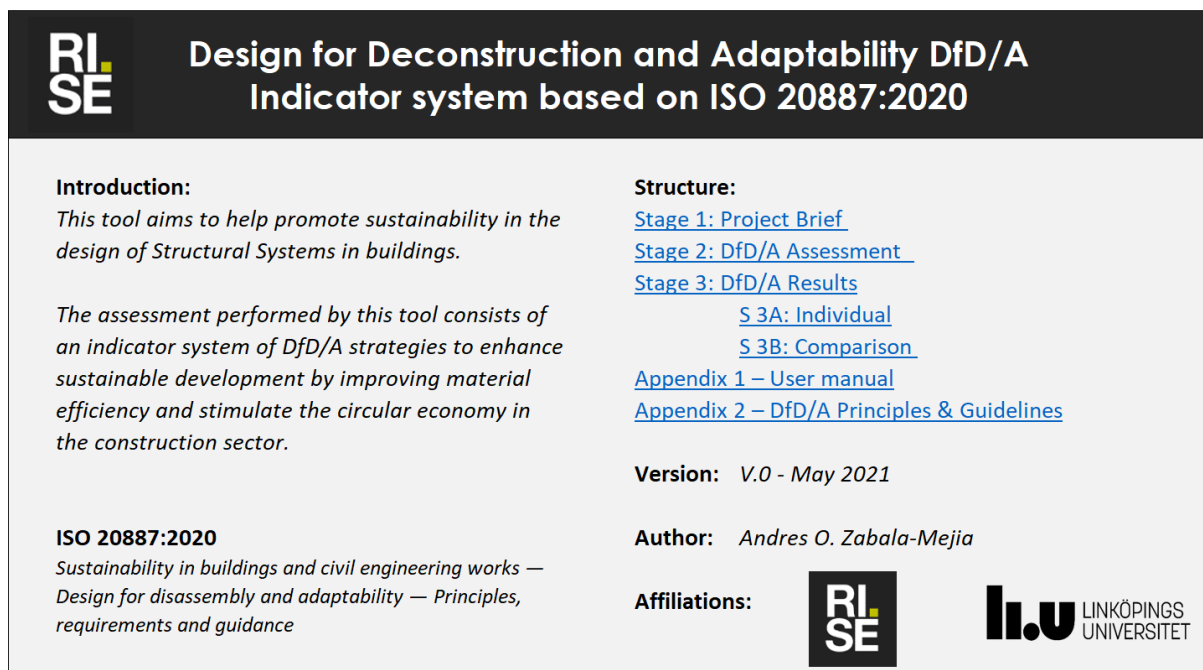 RI.
SE
Design for Deconstruction and Adaptability DfD/A
Indicator system based on ISO 20887:2020
Introduction:
This tool aims to help promote sustainability in the
design of Structural Systems in buildings.
The assessment performed by this tool consists of
an indicator system of DfD/A strategies to enhance
sustainable development by improving material
efficiency and stimulate the circular economy in
the construction sector.
ISO 20887:2020
Sustainability in buildings and civil engineering works —
Design for disassembly and adaptability — Principles,
requirements and guidance
Structure:
Stage 1: Project Brief
Stage 2: DfD/A Assessment
Stage 3: DfD/A Results
S 3A: Individual
S 3B: Comparison
Appendix 1 – User manual
Appendix 2 – DfD/A Principles & Guidelines
Version: V.0 - May 2021
Author: Andres O. Zabala-Mejia
Affiliations:
RI.
SE
li.u LINKÖPINGS
UNIVERSITET